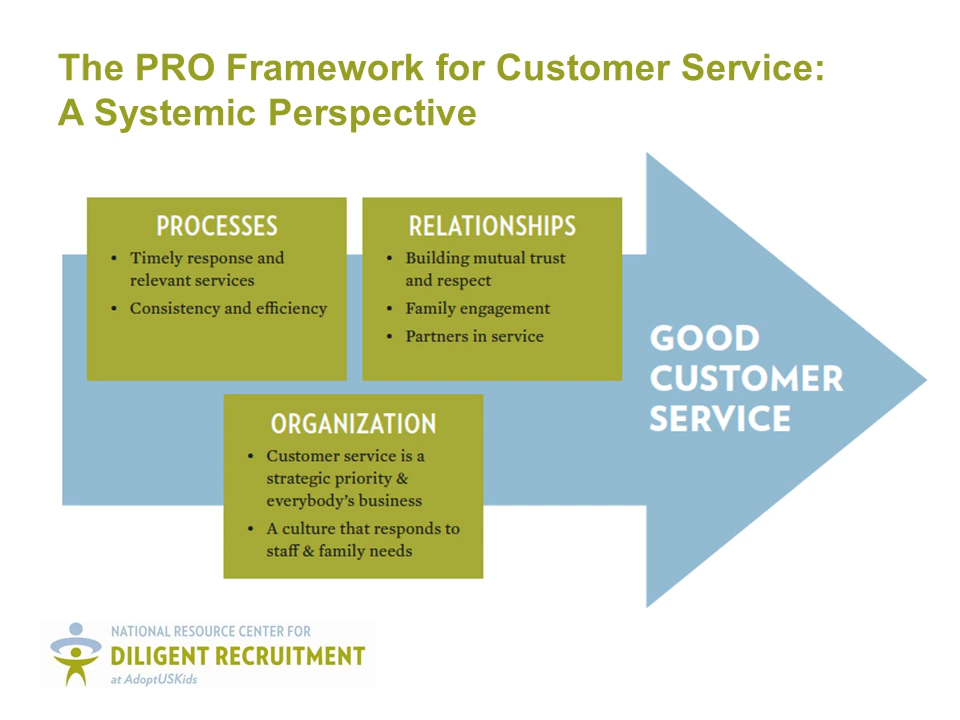 The PRO Framework for Customer Service:
A Systemic Perspective
PROCESSES
• Timely response and
relevant services
• Consistency and efficiency
RELATIONSHIPS
• Building mutual trust
and respect
• Family engagement
• Partners in service
ORGANIZATION
• Customer service is a
strategic priority &
everybody's business
• A culture that responds to
staff & family needs
GOOD
CUSTOMER
SERVICE
NATIONAL RESOURCE CENTER FOR
DILIGENT RECRUITMENT
at AdoptUSKids